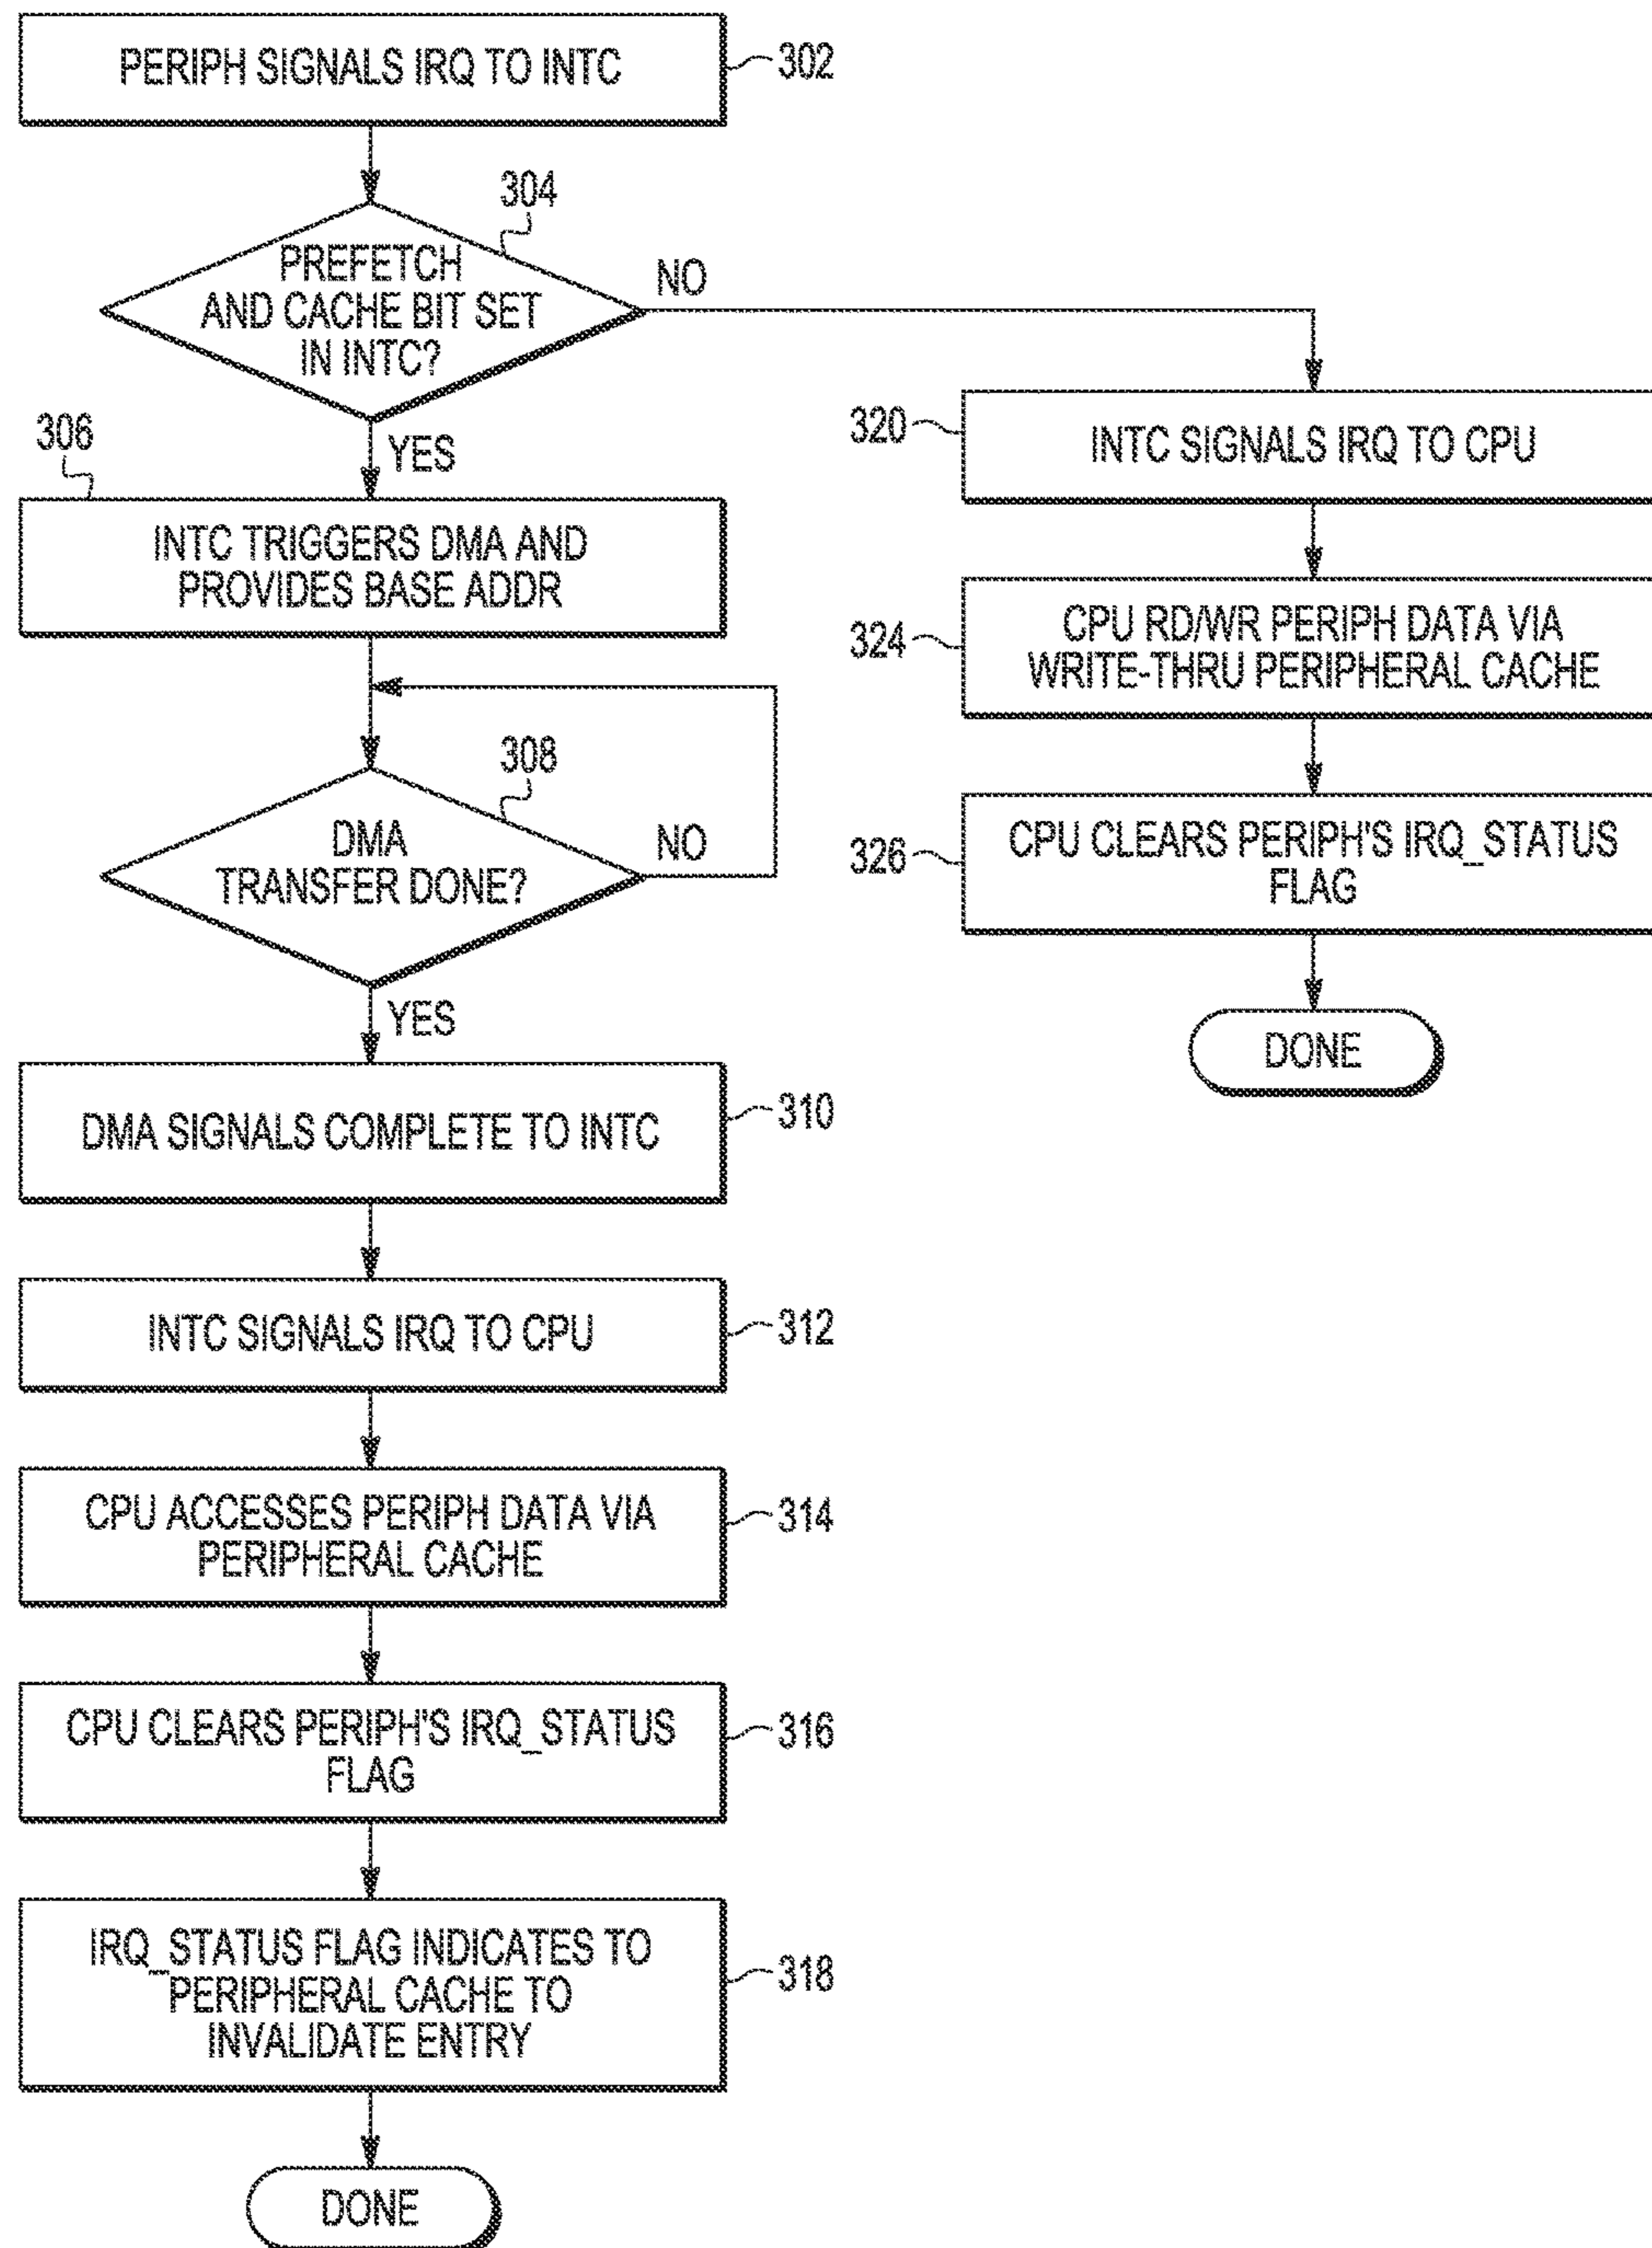 PERIPH SIGNALS IRQ TO INTC
302
304
PREFETCH
AND CACHE BIT SET
IN INTC?
NO
YES
306
INTC TRIGGERS DMA AND
PROVIDES BASE ADDR
308
DMA
TRANSFER DONE?
NO
YES
DMA SIGNALS COMPLETE TO INTC
310
INTC SIGNALS IRQ TO CPU
312
CPU ACCESSES PERIPH DATA VIA
PERIPHERAL CACHE
314
CPU CLEARS PERIPH'S IRQ_STATUS
FLAG
316
IRQ_STATUS FLAG INDICATES TO
PERIPHERAL CACHE TO
INVALIDATE ENTRY
318
DONE
320
INTC SIGNALS IRQ TO CPU
324
CPU RD/WR PERIPH DATA VIA
WRITE-THRU PERIPHERAL CACHE
326
CPU CLEARS PERIPH'S IRQ_STATUS
FLAG
DONE